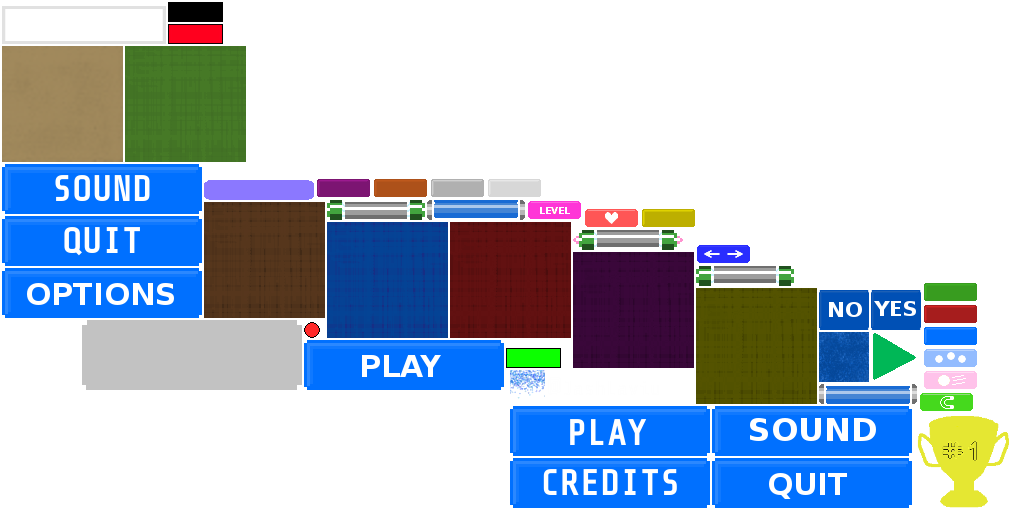 SOUND
QUIT
OPTIONS
LEVEL
NO
YES
PLAY
PLAY
SOUND
CREDITS
QUIT
#1